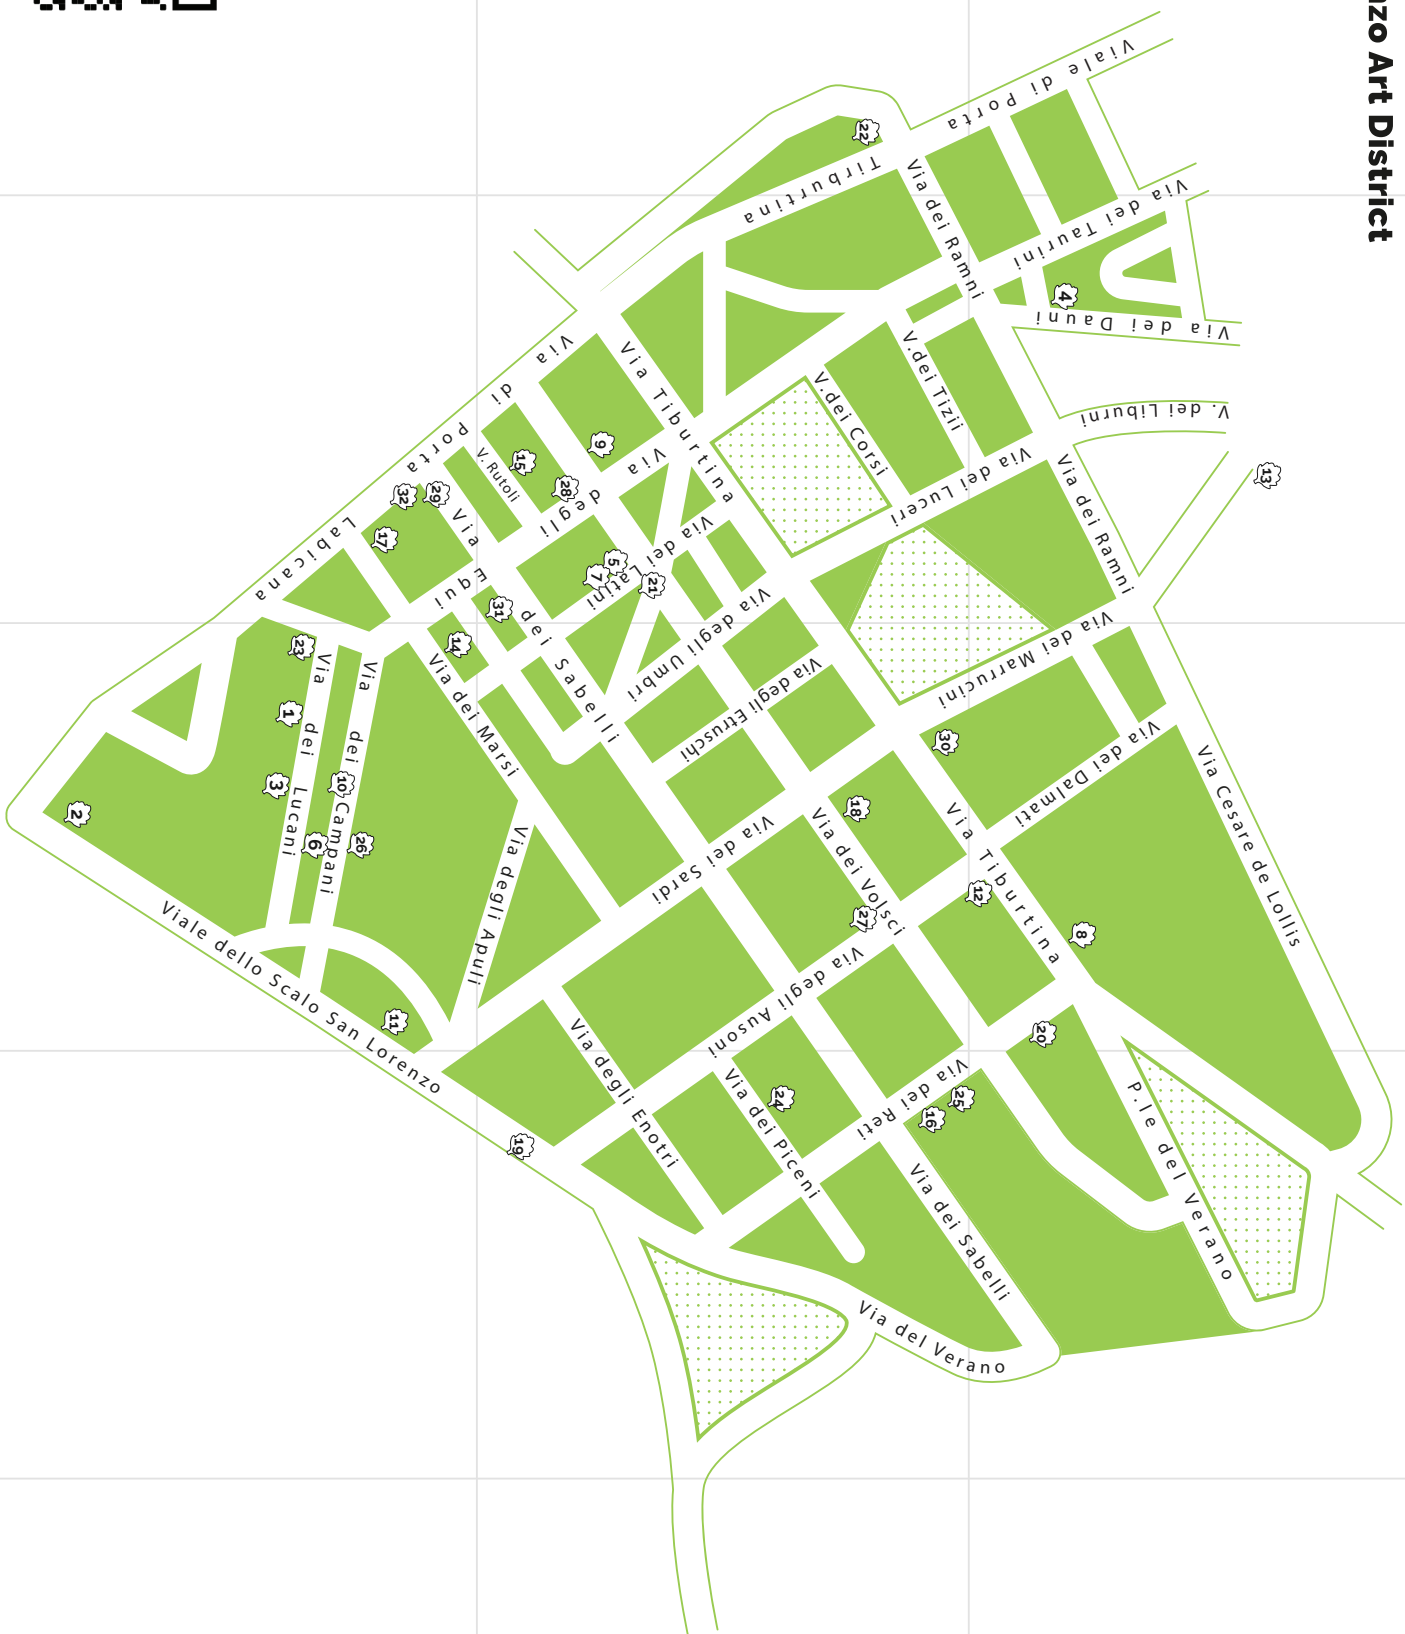 nzo Art District
Viale di Porta
Tirburtina
Via dei Ramni
Via dei Taurini
Via dei Dauni
V. dei Liburni
V.dei Tizii
V.dei Corsi
Via dei Luceri
Via dei Ramni
Via dei Marrucini
Via dei Dalmati
Via Cesare de Lollis
Via di Porta Labicana
Via Tiburtina
Via degli Equi
V. Rutoli
Via dei Sabelli
Via dei Latini
Via degli Umbri
Via degli Etruschi
Via dei Marsi
Via dei Lucani
Via dei Campani
Via degli Apuli
Via dei Sardi
Via dei Volsci
Via Tiburtina
Viale dello Scalo San Lorenzo
Via degli Ausoni
Via degli Enotri
Via dei Piceni
Via dei Reti
Via dei Sabelli
P.le del Verano
Via del Verano
22
4
13
9
15
28
32
29
17
5
7
21
31
14
23
1
3
10
6
26
2
30
18
12
27
8
11
20
24
25
16
19